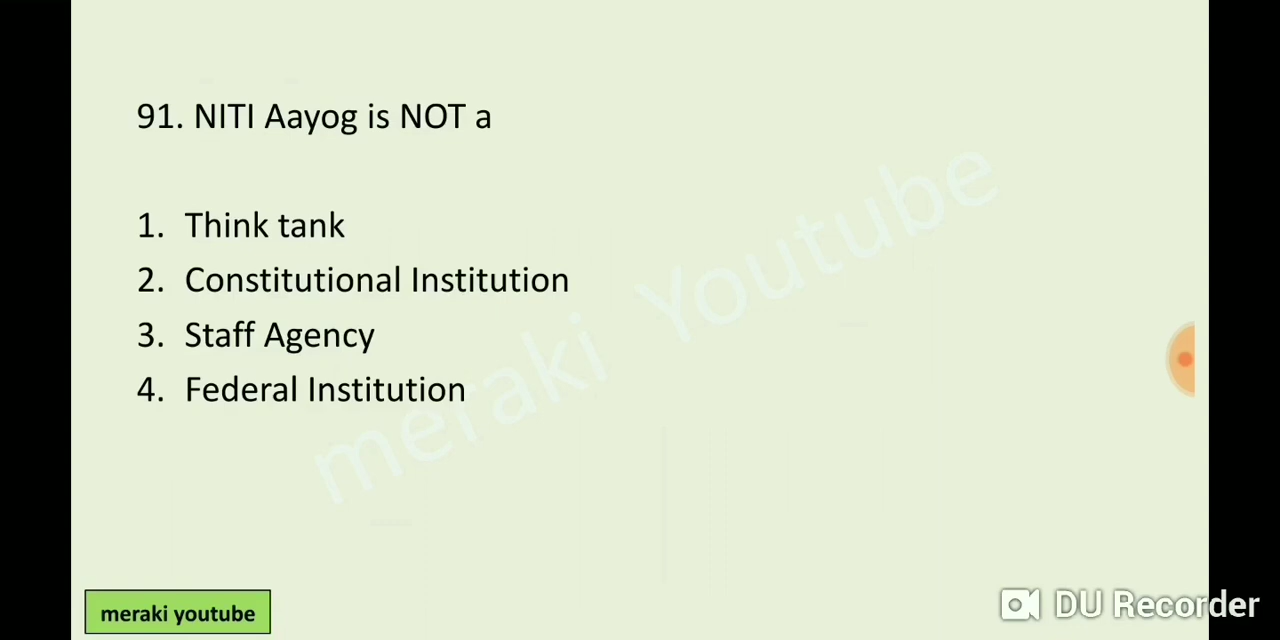 91. NITI Aayog is NOT a
1. Think tank
2. Constitutional Institution
3. Staff Agency
4. Federal Institution
meraki Youtube
meraki youtube
DU Recorder